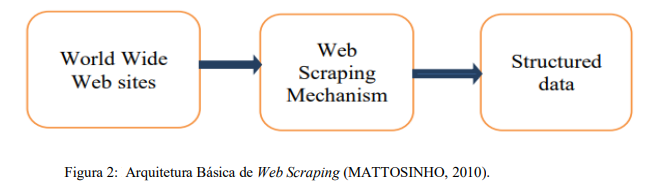 World Wide
Web sites
Web
Scraping
Mechanism
Structured
data
Figura 2:  Arquitetura Básica de Web Scraping (MATTOSINHO, 2010).